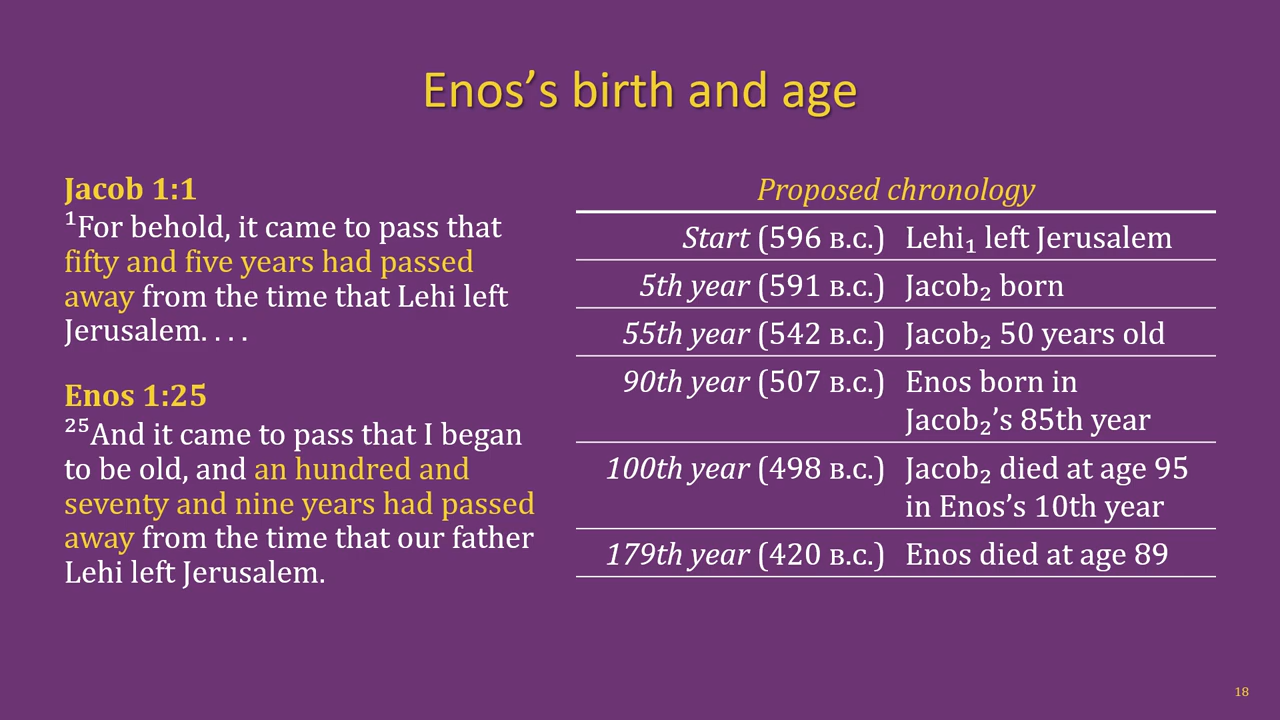 Enos’s birth and age
Jacob 1:1
¹For behold, it came to pass that
fifty and five years had passed
away from the time that Lehi left
Jerusalem. . . .
Enos 1:25
²⁵And it came to pass that I began
to be old, and an hundred and
seventy and nine years had passed
away from the time that our father
Lehi left Jerusalem.
Proposed chronology
Start (596 ʙ.ᴄ.) Lehi₁ left Jerusalem
5th year (591 ʙ.ᴄ.) Jacob₂ born
55th year (542 ʙ.ᴄ.) Jacob₂ 50 years old
90th year (507 ʙ.ᴄ.) Enos born in
Jacob₂’s 85th year
100th year (498 ʙ.ᴄ.) Jacob₂ died at age 95
in Enos’s 10th year
179th year (420 ʙ.ᴄ.) Enos died at age 89
18